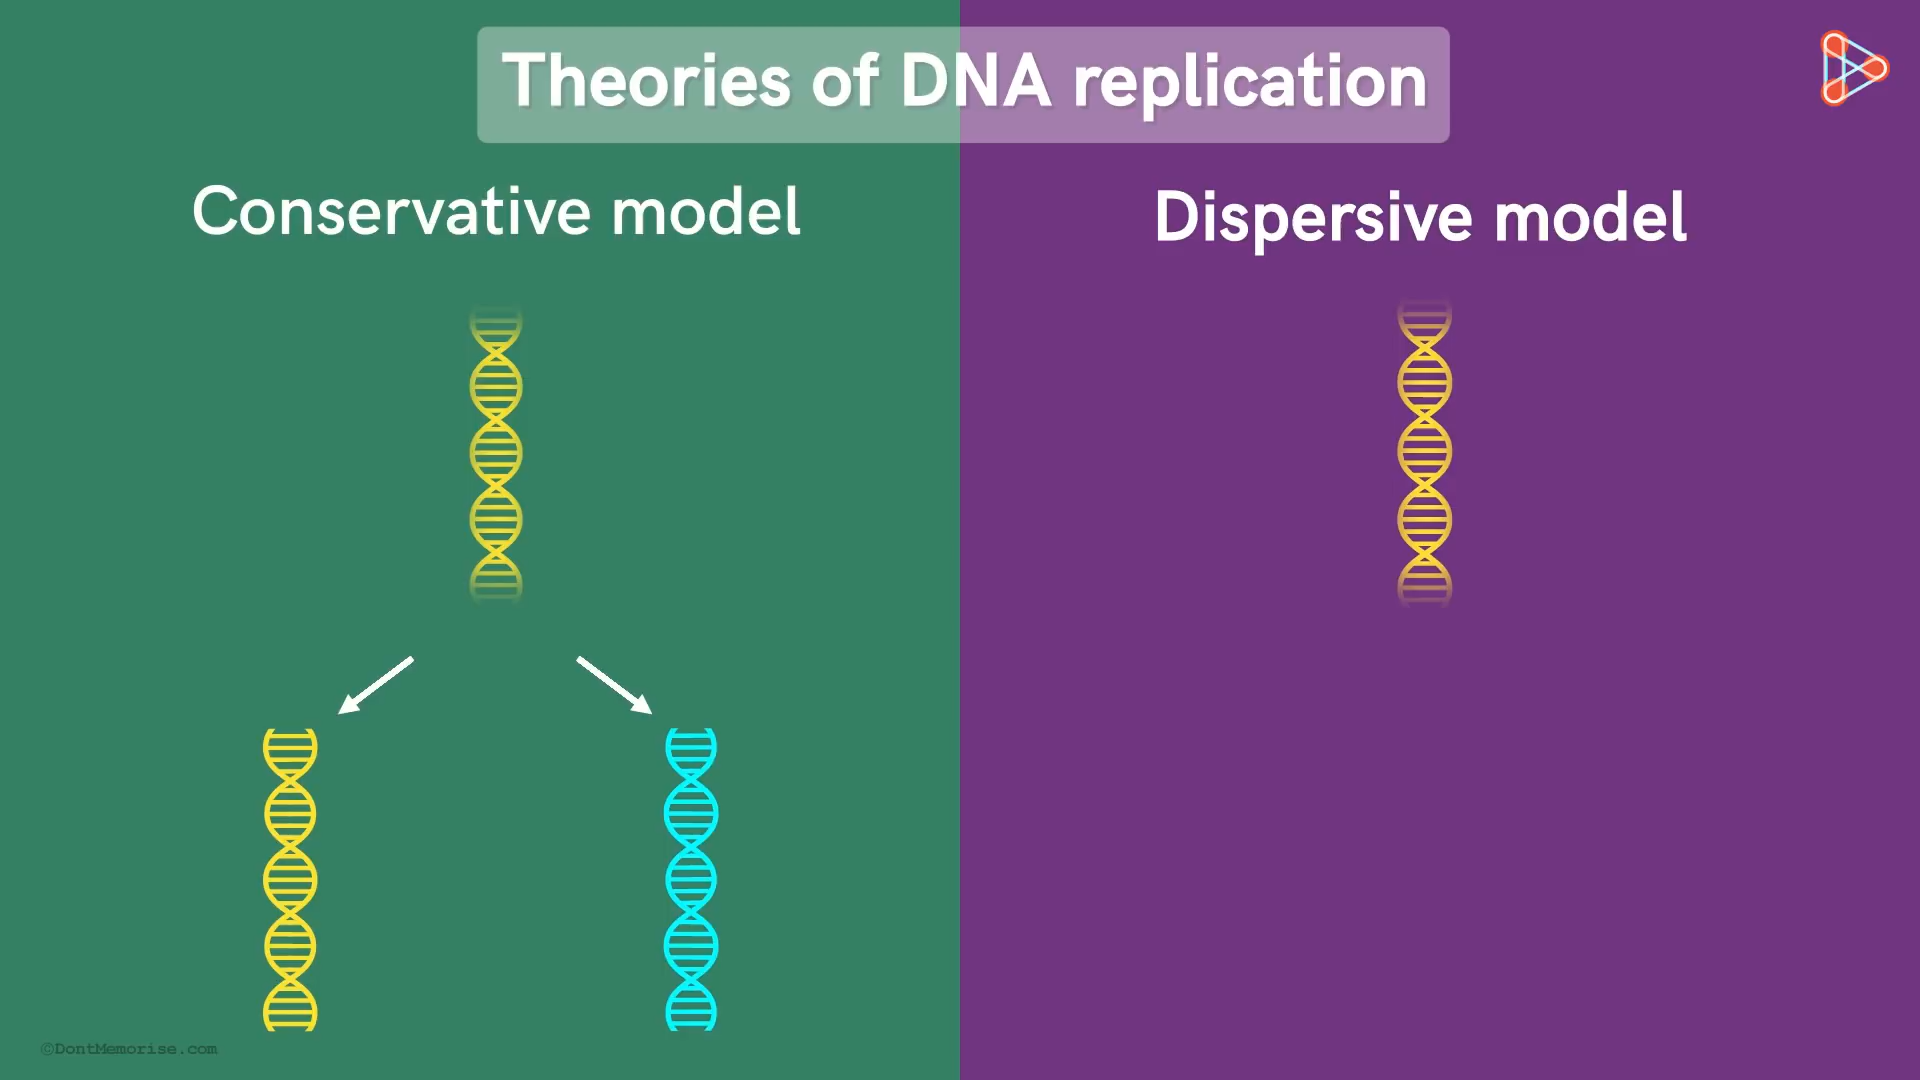 Theories of DNA replication
Conservative model
Dispersive model
©DontMemorise.com